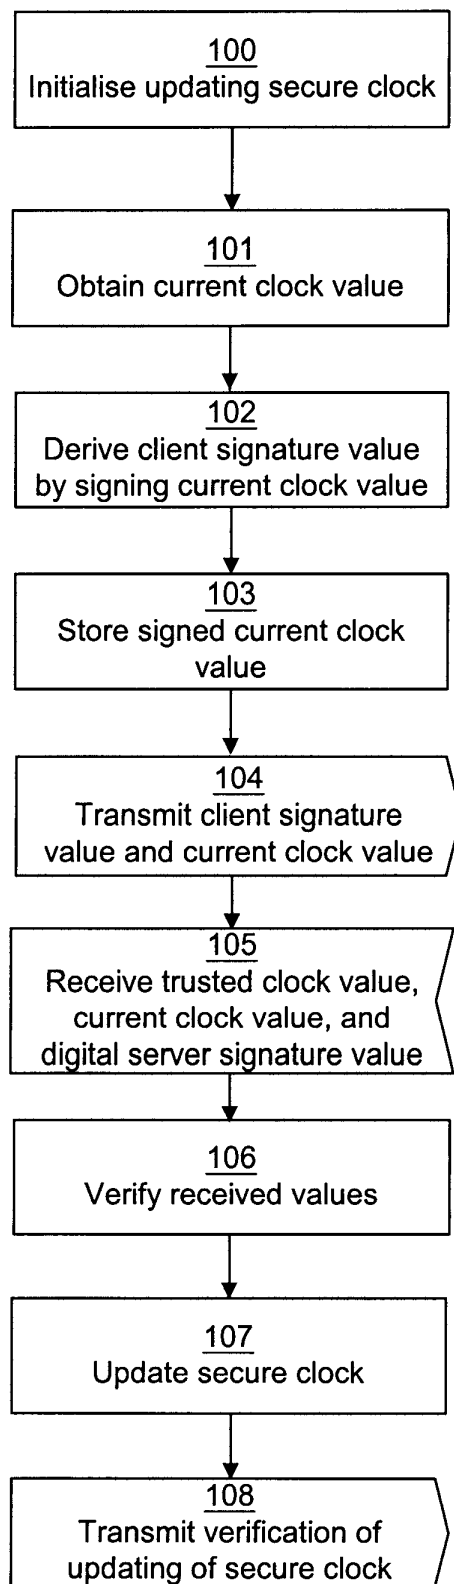 100
Initialise updating secure clock
101
Obtain current clock value
102
Derive client signature value
by signing current clock value
103
Store signed current clock
value
104
Transmit client signature
value and current clock value
105
Receive trusted clock value,
current clock value, and
digital server signature value
106
Verify received values
107
Update secure clock
108
Transmit verification of
updating of secure clock